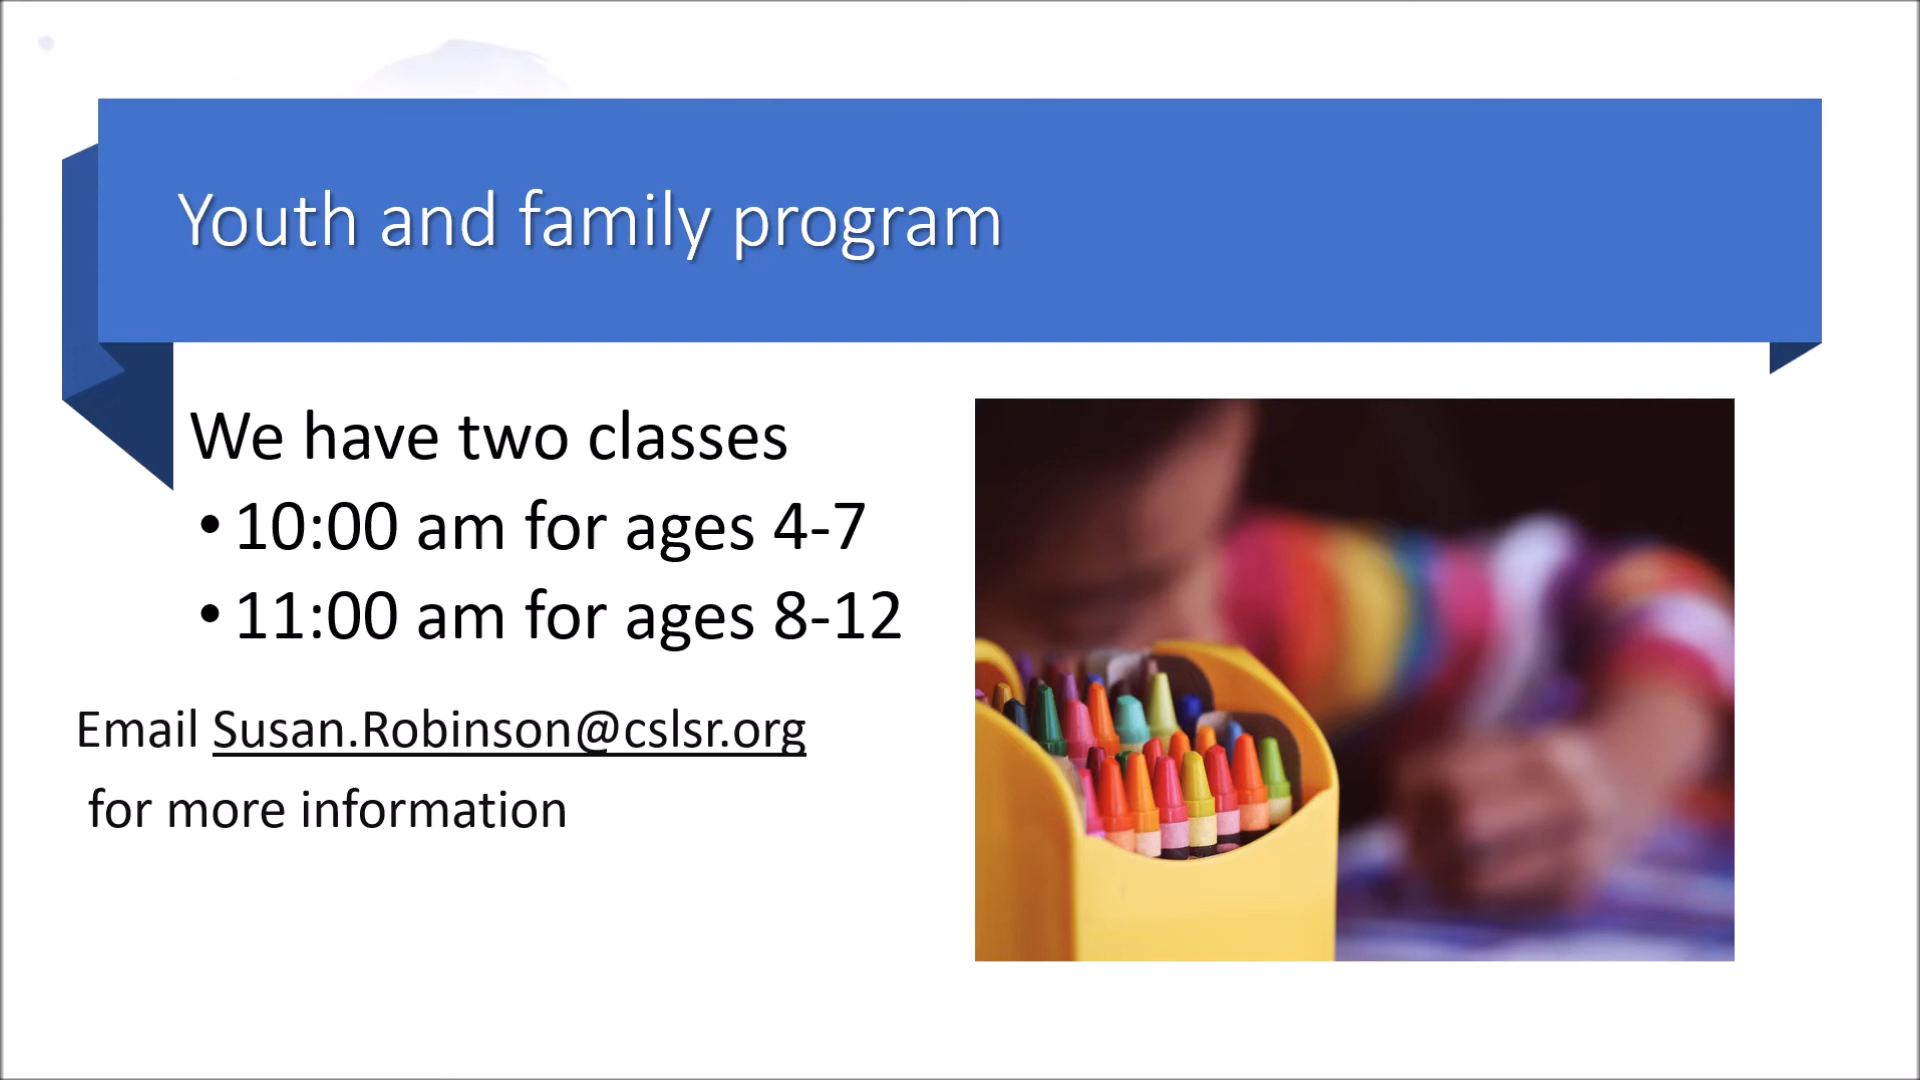 Youth and family program
We have two classes
• 10:00 am for ages 4-7
• 11:00 am for ages 8-12
Email Susan.Robinson@cslsr.org
for more information